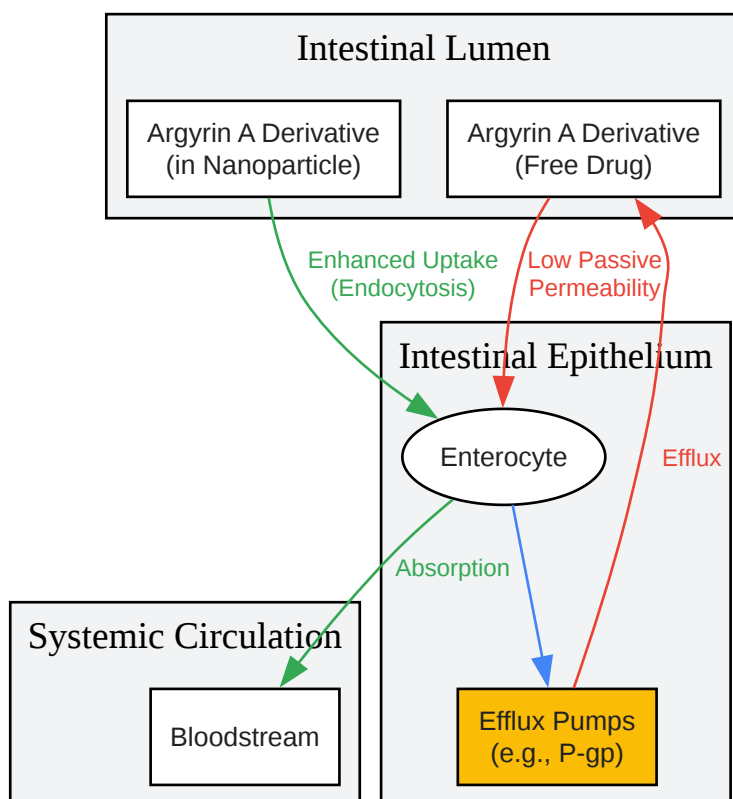 Intestinal Lumen
Argyrin A Derivative
(in Nanoparticle)
Argyrin A Derivative
(Free Drug)
Enhanced Uptake
(Endocytosis)
Low Passive
Permeability
Intestinal Epithelium
Enterocyte
Efflux
Absorption
Systemic Circulation
Bloodstream
Efflux Pumps
(e.g., P-gp)